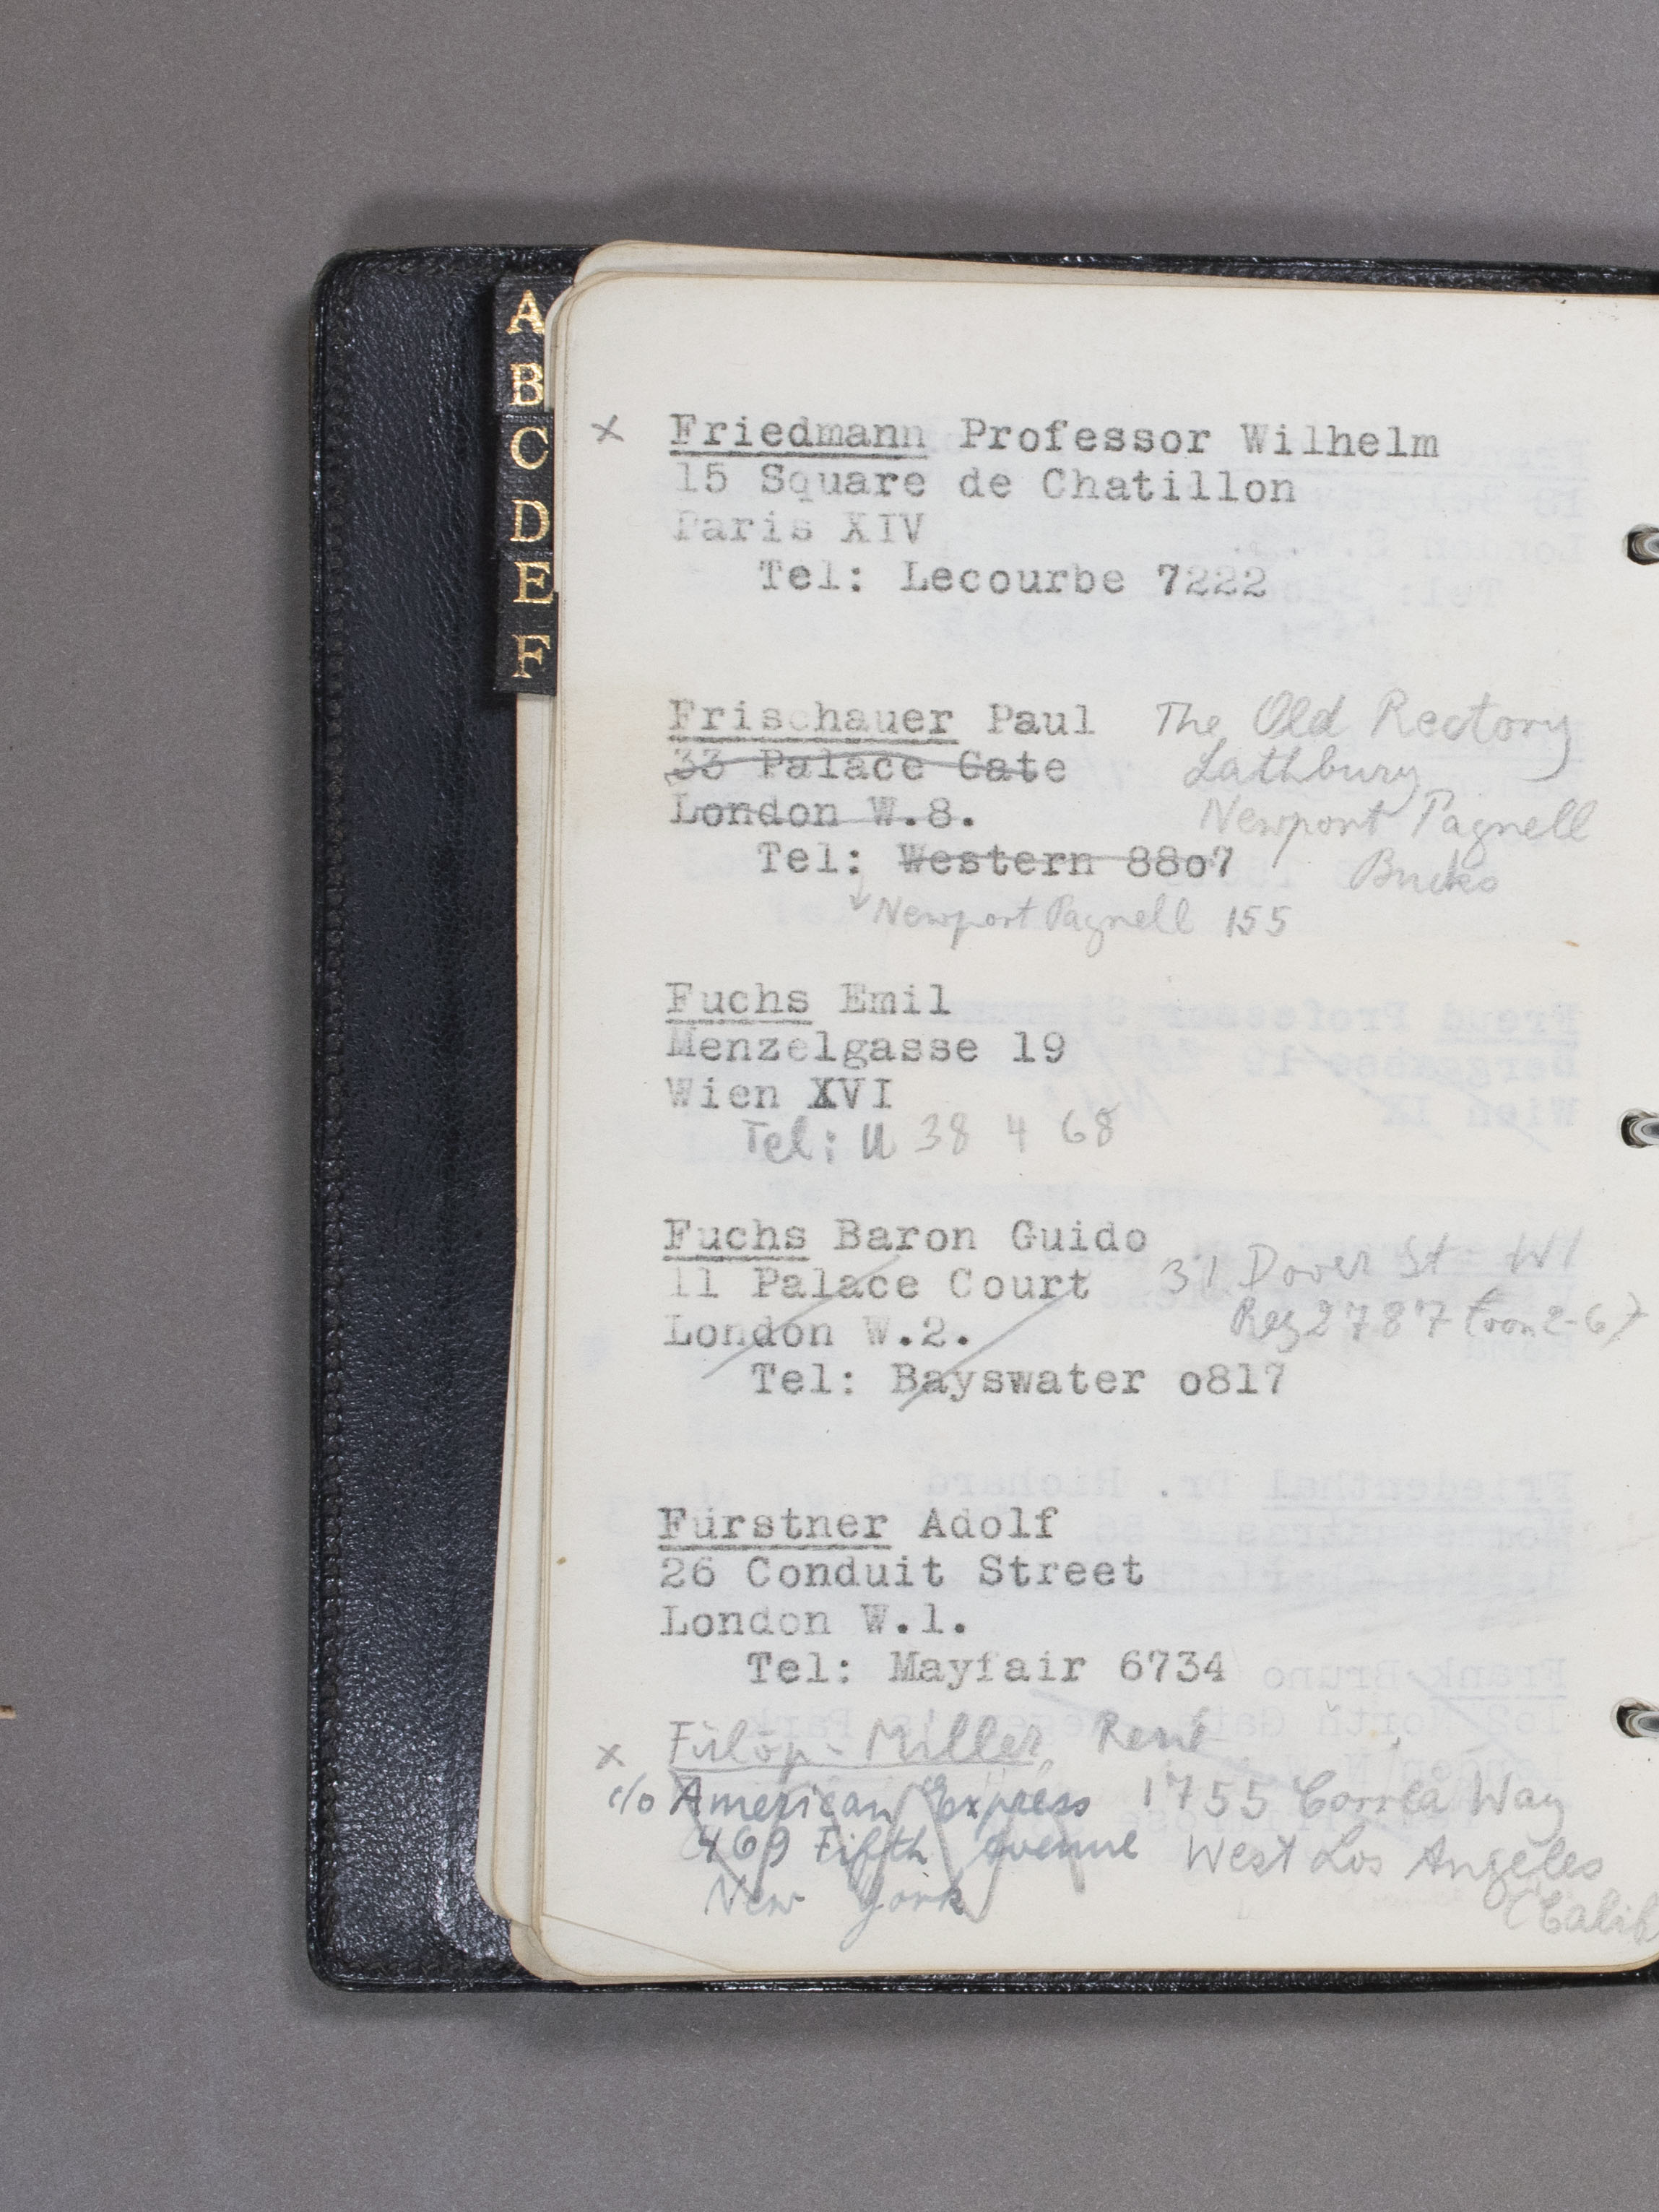 A
B
C
D
E
F
x Friedmann Professor Wilhelm
15 Square de Chatillon
Paris XIV
Tel: Lecourbe 7222
Frischauer Paul
33 Palace Gate
London W.8.
Tel: Western 88o7
Newport Pagnell 155
The Old Rectory
Lathbury
Newport Pagnell
Bucks
Fuchs Emil
Menzelgasse 19
Wien XVI
Tel: U 38 4 68
Fuchs Baron Guido
11 Palace Court
London W.2.
Tel: Bayswater o817
31 Dover St W1
Reg 2787 (von 2-6)
Fürstner Adolf
26 Conduit Street
London W.1.
Tel: Mayfair 6734
x Fülöp-Miller, René
c/o American Express
469 Fifth Avenue
New York
1755 Correa Way
West Los Angeles
(Calif